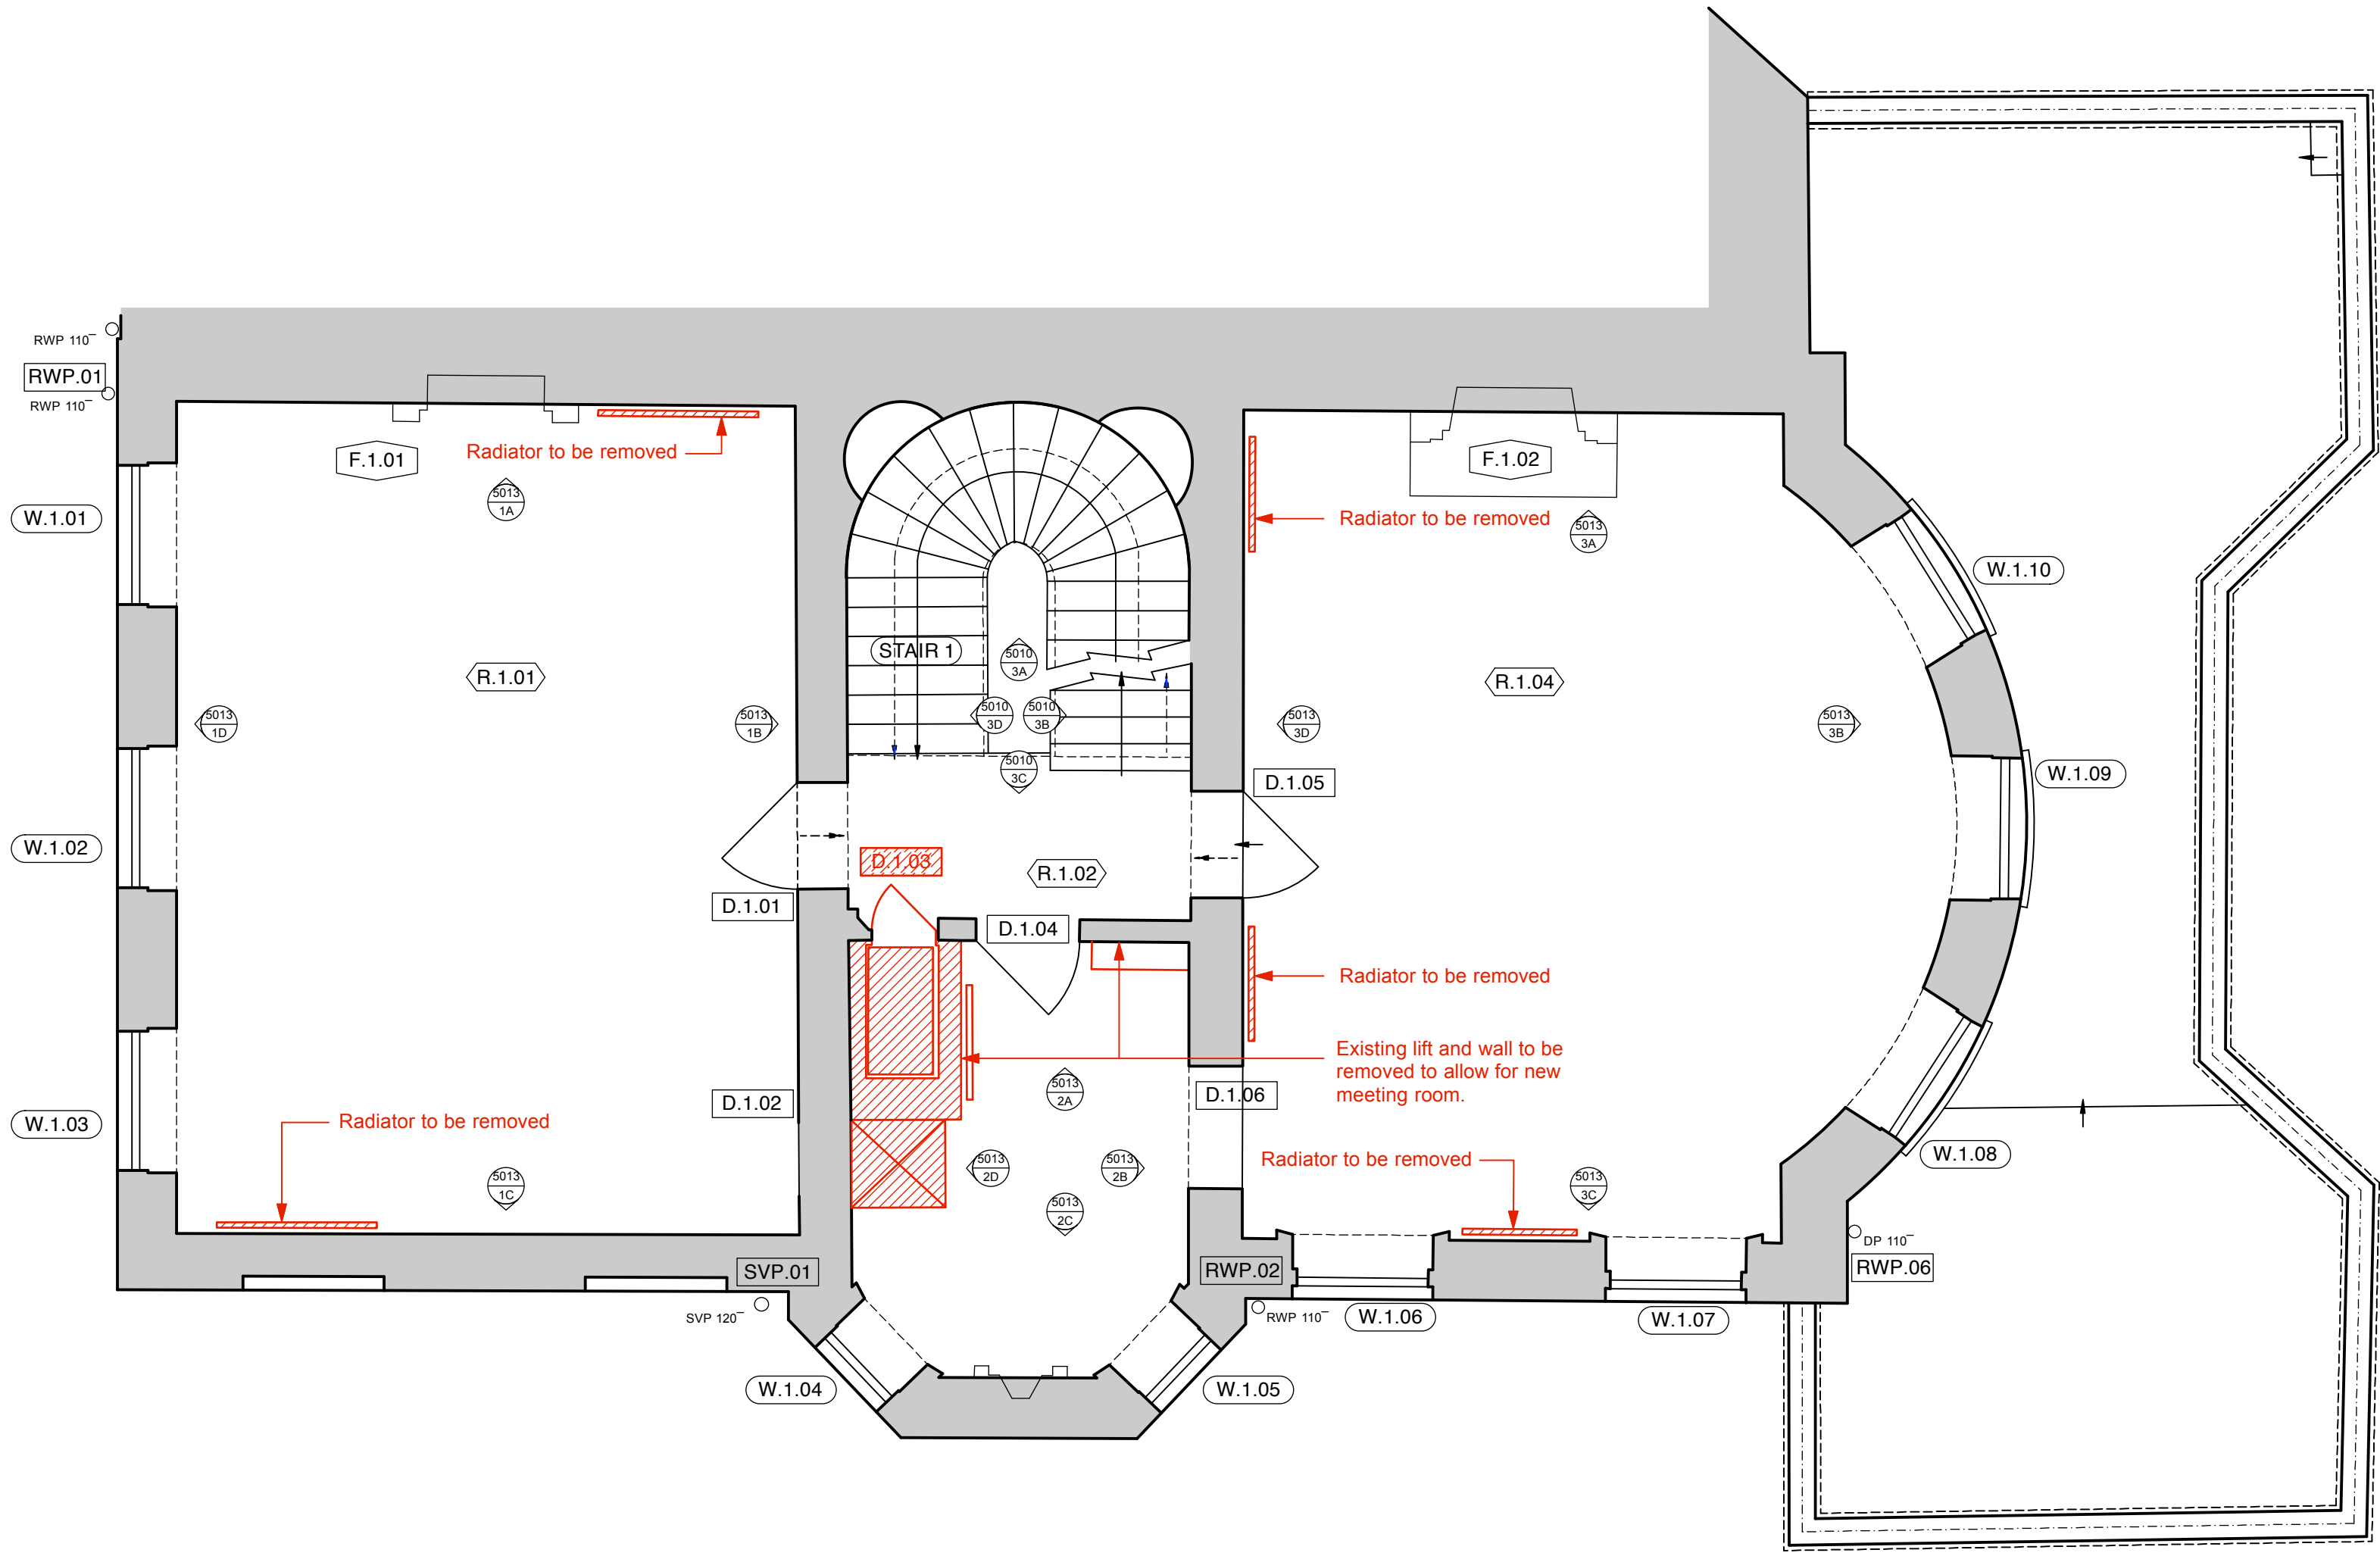 RWP 110
RWP.01
RWP 110
F.1.01
Radiator to be removed
5013
1A
F.1.02
Radiator to be removed
5013
3A
W.1.01
W.1.10
STAIR 1
5010
3A
R.1.01
R.1.04
5013
1D
5013
1B
5010
3D
5010
3B
5013
3D
5013
3B
5010
3C
D.1.05
W.1.09
W.1.02
D.1.03
R.1.02
D.1.01
D.1.04
Radiator to be removed
Existing lift and wall to be
removed to allow for new
meeting room.
5013
2A
D.1.02
D.1.06
W.1.03
Radiator to be removed
Radiator to be removed
W.1.08
5013
1C
5013
2D
5013
2B
5013
3C
5013
2C
DP 110
RWP.06
SVP.01
RWP.02
SVP 120
RWP 110
W.1.06
W.1.07
W.1.04
W.1.05